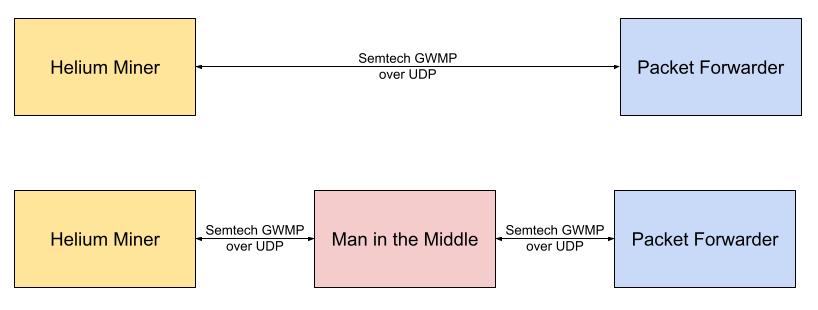 Helium Miner
Semtech GWMP
over UDP
Packet Forwarder
Helium Miner
Semtech GWMP
over UDP
Man in the Middle
Semtech GWMP
over UDP
Packet Forwarder